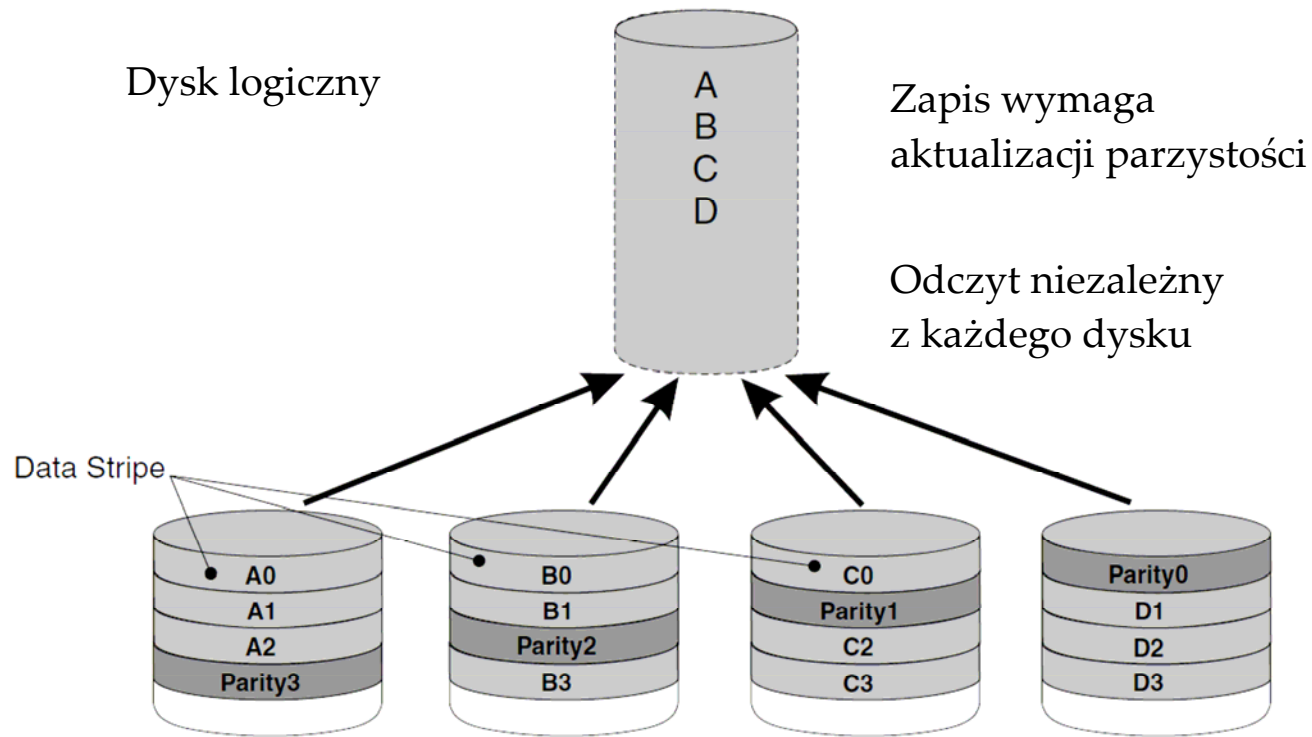 Dysk logiczny
A
B
C
D
Zapis wymaga
aktualizacji parzystości
Odczyt niezależny
z każdego dysku
Data Stripe
A0
A1
A2
Parity3
B0
B1
Parity2
B3
C0
Parity1
C2
C3
Parity0
D1
D2
D3